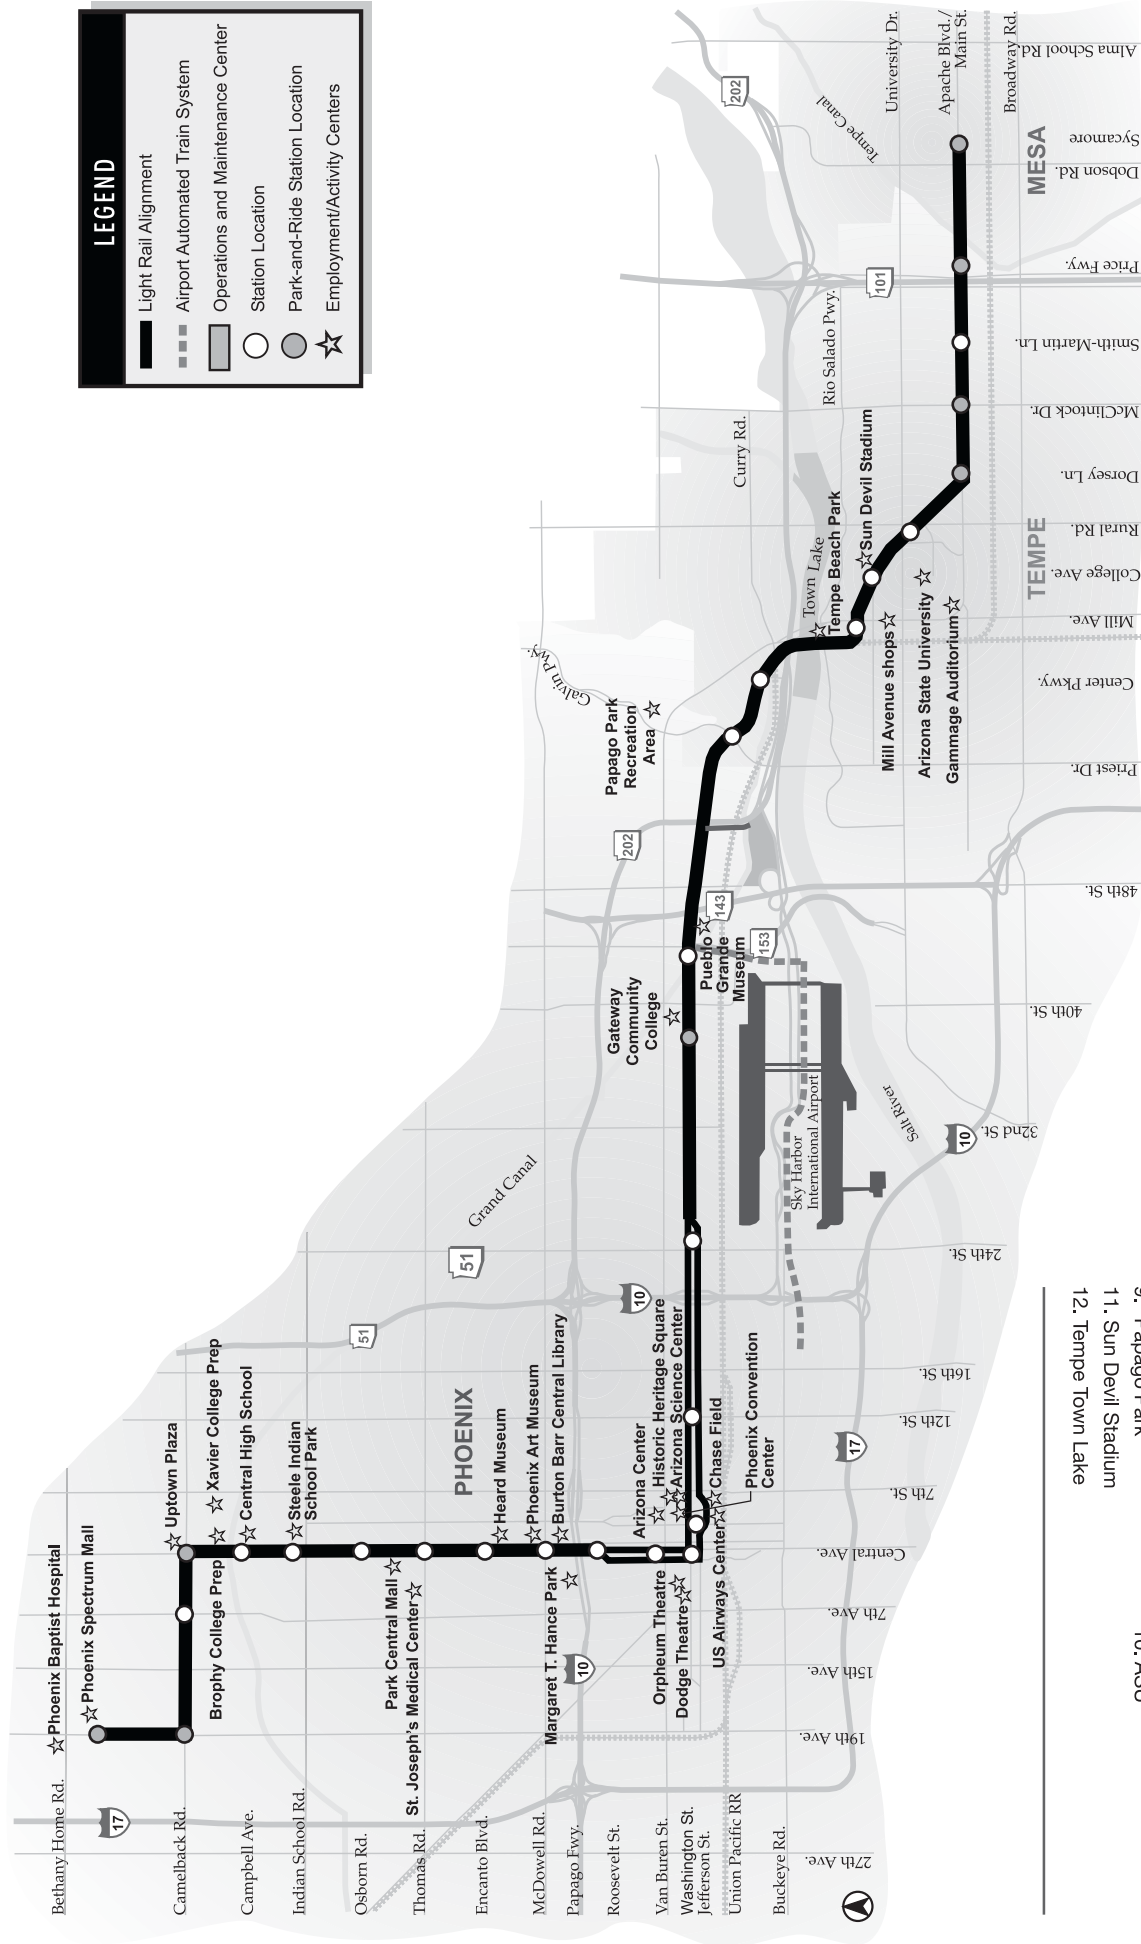 LEGEND
Light Rail Alignment
Airport Automated Train System
Operations and Maintenance Center
Station Location
Park-and-Ride Station Location
Employment/Activity Centers
Bethany Home Rd.
Camelback Rd.
Campbell Ave.
Indian School Rd.
Osborn Rd.
Thomas Rd.
Encanto Blvd.
McDowell Rd.
Papago Fwy.
Roosevelt St.
Van Buren St.
Washington St.
Jefferson St.
Union Pacific RR
Buckeye Rd.
27th Ave.
19th Ave.
15th Ave.
7th Ave.
Central Ave.
7th St.
12th St.
16th St.
24th St.
32nd St.
40th St.
48th St.
Priest Dr.
Center Pkwy.
Mill Ave.
College Ave.
Rural Rd.
Dorsey Ln.
McClintock Dr.
Smith-Martin Ln.
Price Fwy.
Dobson Rd.
Sycamore
Alma School Rd.
University Dr.
Apache Blvd./
Main St.
Broadway Rd.
Tempe Canal
Rio Salado Pwy.
Curry Rd.
Town Lake
Galvin Pwy.
Grand Canal
Salt River
Sky Harbor
International Airport
PHOENIX
TEMPE
MESA
Phoenix Baptist Hospital
Phoenix Spectrum Mall
Uptown Plaza
Xavier College Prep
Brophy College Prep
Central High School
Steele Indian
School Park
Park Central Mall
St. Joseph's Medical Center
Heard Museum
Phoenix Art Museum
Burton Barr Central Library
Margaret T. Hance Park
Arizona Center
Historic Heritage Square
Arizona Science Center
Orpheum Theatre
Dodge Theatre
US Airways Center
Chase Field
Phoenix Convention
Center
Gateway
Community
College
Pueblo
Grande
Museum
Papago Park
Recreation
Area
Tempe Beach Park
Sun Devil Stadium
Mill Avenue shops
Arizona State University
Gammage Auditorium
17
10
17
10
10
51
51
202
143
153
101
202
9. Papago Park
10. ASU
11. Sun Devil Stadium
12. Tempe Town Lake